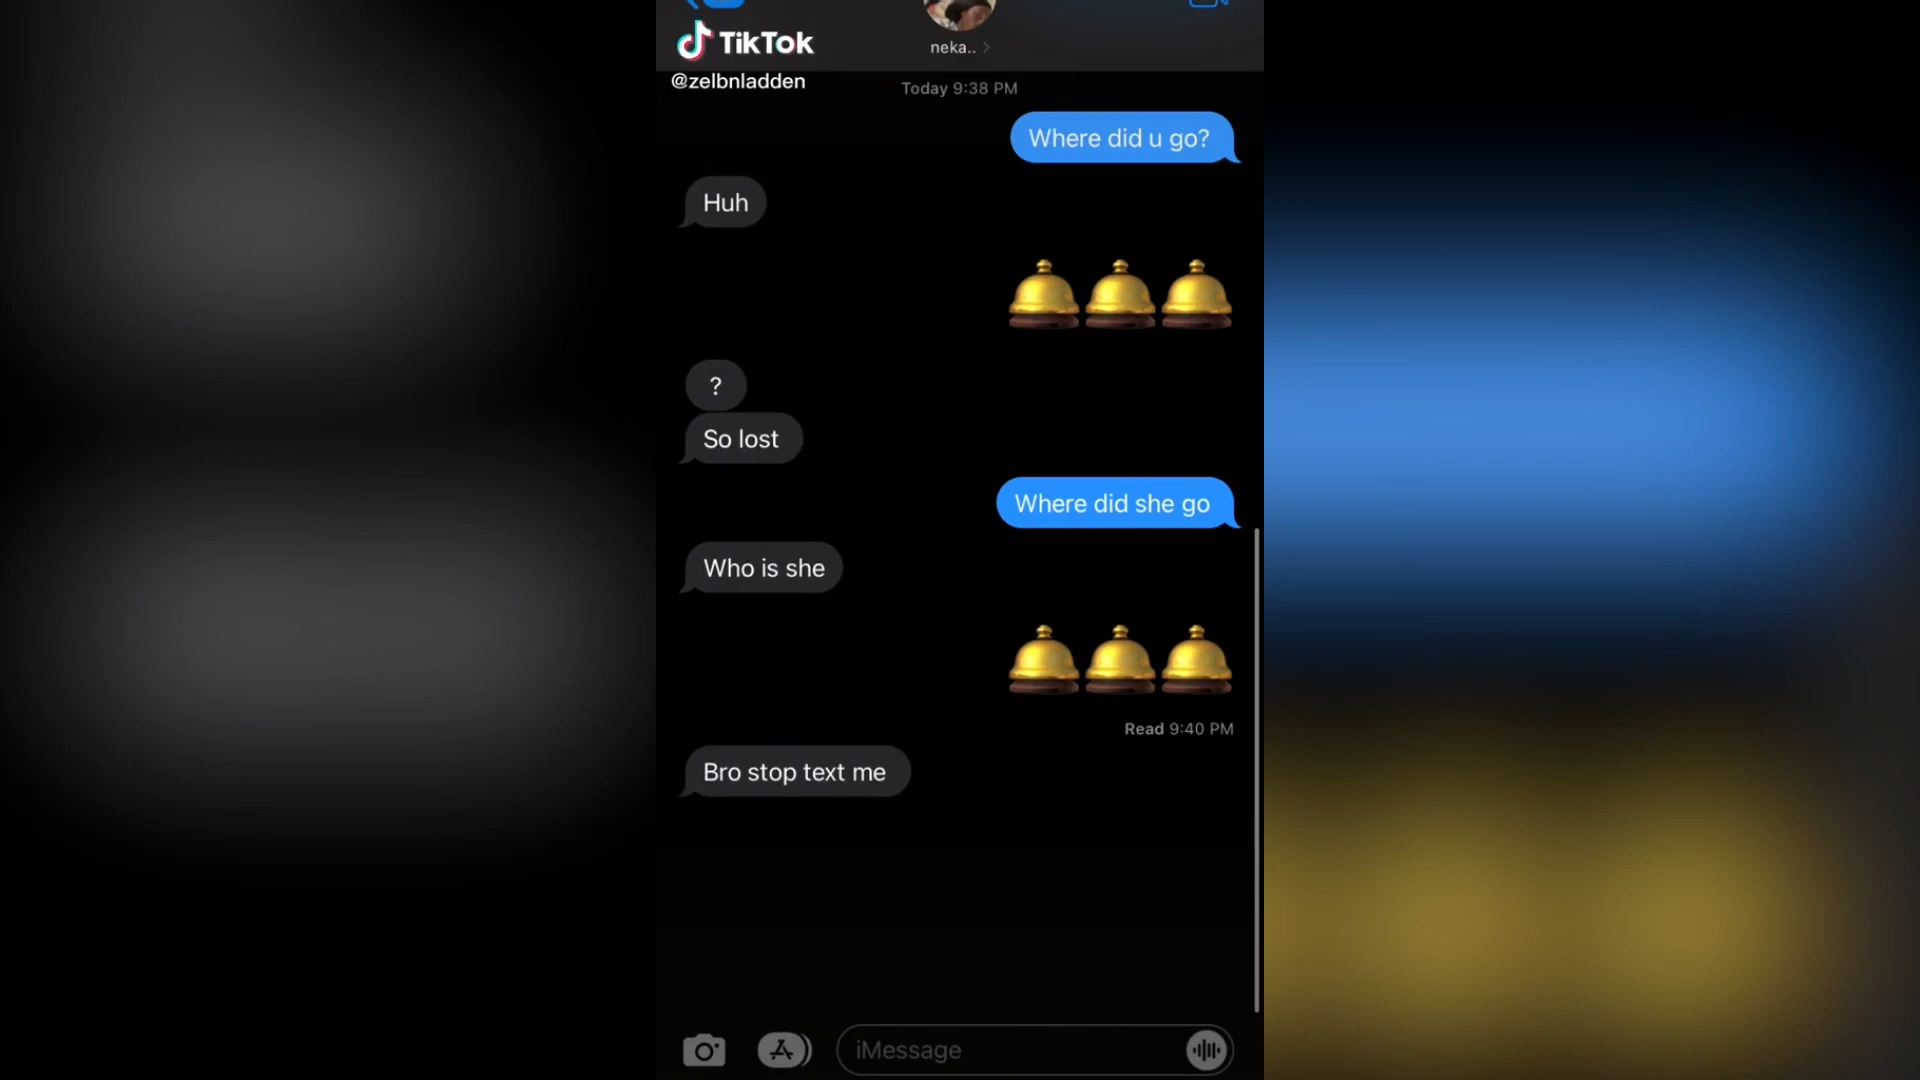 TikTok
@zelbnladden
neka..
Today 9:38 PM
Where did u go?
Huh
?
So lost
Where did she go
Who is she
Read 9:40 PM
Bro stop text me
iMessage